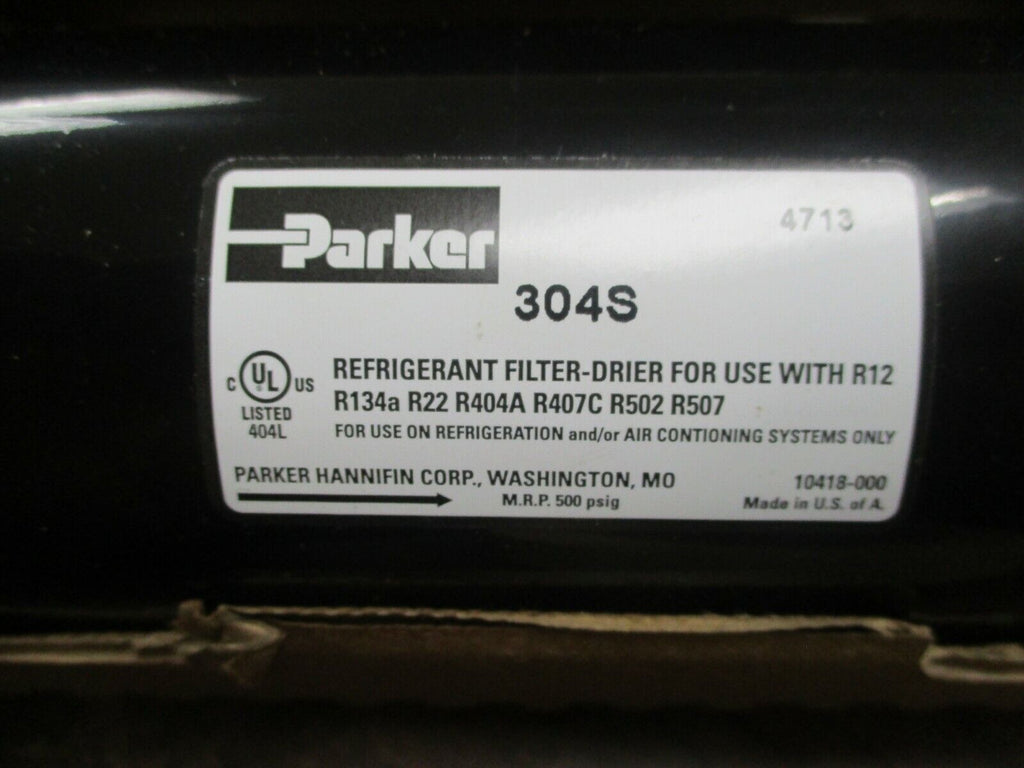 Parker
4713
304S
C UL US
LISTED
404L
REFRIGERANT FILTER-DRIER FOR USE WITH R12
R134a R22 R404A R407C R502 R507
FOR USE ON REFRIGERATION and/or AIR CONTIONING SYSTEMS ONLY
PARKER HANNIFIN CORP., WASHINGTON, MO
10418-000
M.R.P. 500 psig
Made in U.S. of A.